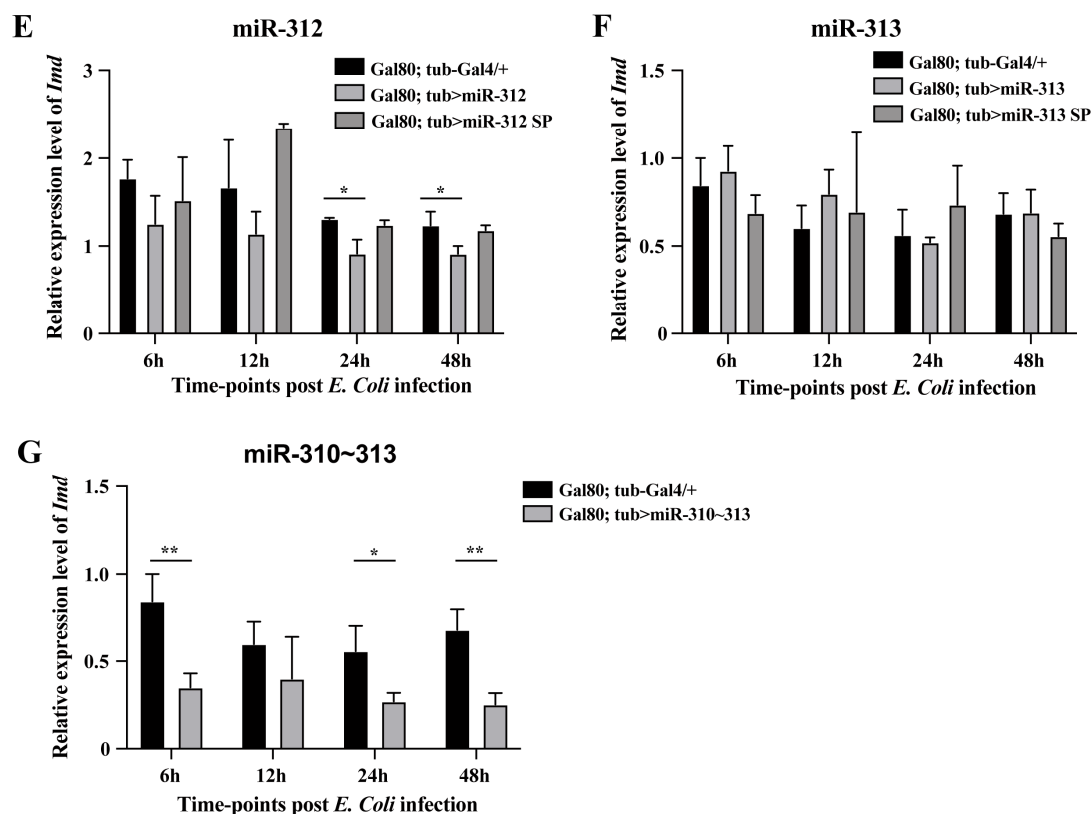 E
miR-312
Relative expression level of Imd
3
2
1
0
Gal80; tub-Gal4/+
Gal80; tub>miR-312
Gal80; tub>miR-312 SP
*
*
6h 12h 24h 48h
Time-points post E. Coli infection
F
miR-313
Relative expression level of Imd
1.5
1.0
0.5
0
Gal80; tub-Gal4/+
Gal80; tub>miR-313
Gal80; tub>miR-313 SP
6h 12h 24h 48h
Time-points post E. Coli infection
G
miR-310~313
Relative expression level of Imd
1.5
1.0
0.5
0
Gal80; tub-Gal4/+
Gal80; tub>miR-310~313
**
*
**
6h 12h 24h 48h
Time-points post E. Coli infection